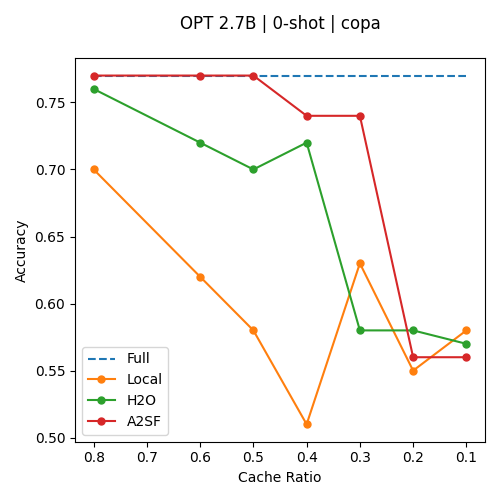 OPT 2.7B | 0-shot | copa
Accuracy
0.75
0.70
0.65
0.60
0.55
0.50
Full
Local
H2O
A2SF
0.8 0.7 0.6 0.5 0.4 0.3 0.2 0.1
Cache Ratio